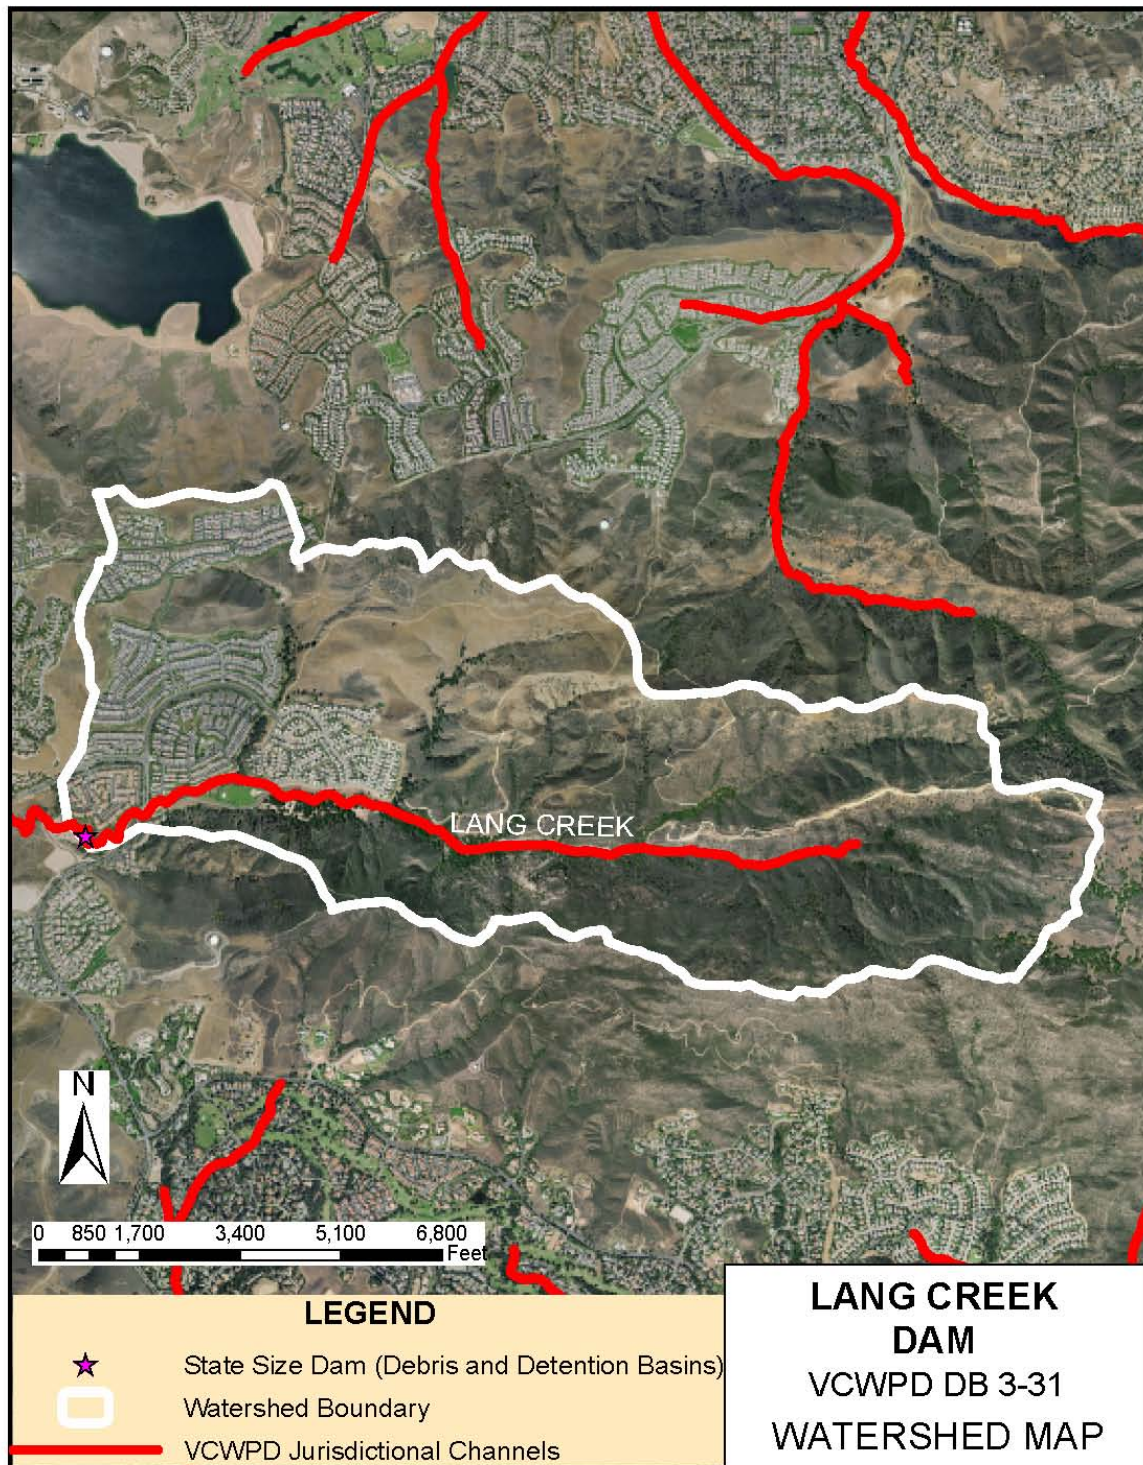 LANG CREEK
N
0 850 1,700 3,400 5,100 6,800
Feet
LEGEND
State Size Dam (Debris and Detention Basins)
Watershed Boundary
VCWPD Jurisdictional Channels
LANG CREEK
DAM
VCWPD DB 3-31
WATERSHED MAP